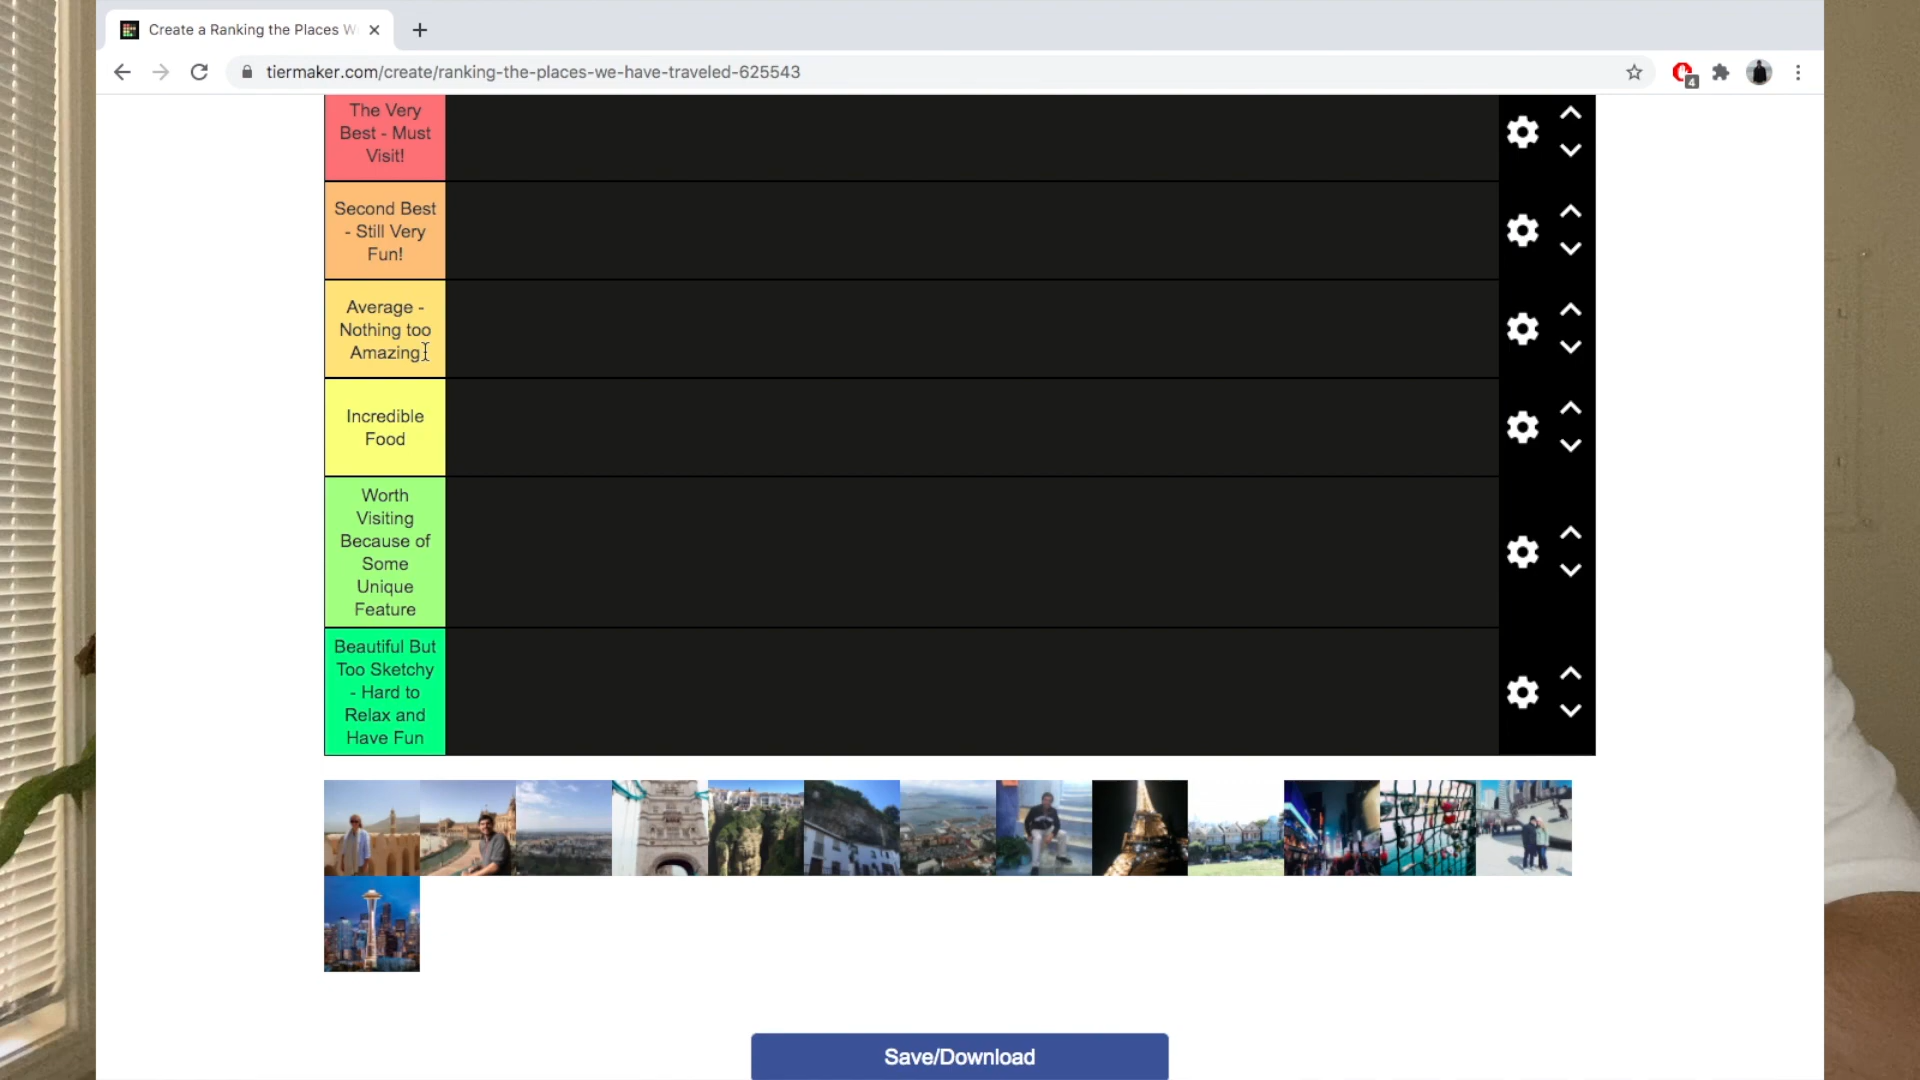 Create a Ranking the Places W
tiermaker.com/create/ranking-the-places-we-have-traveled-625543
4
The Very
Best - Must
Visit!
Second Best
- Still Very
Fun!
Average -
Nothing too
Amazing
Incredible
Food
Worth
Visiting
Because of
Some
Unique
Feature
Beautiful But
Too Sketchy
- Hard to
Relax and
Have Fun
Save/Download